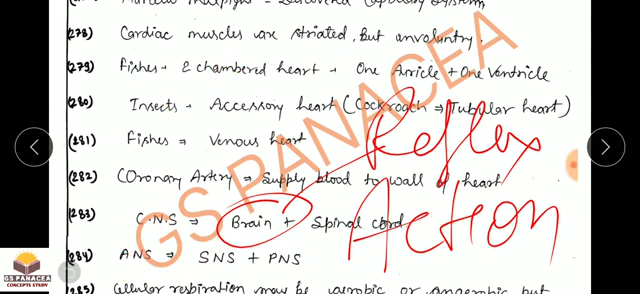 (278) Cardiac muscles are striated, but involuntry.
(279) Fishes → 2 chambered heart → One Auricle + One Ventricle
(280) Insects → Accessory heart (Cockroach ⇒ Tubular heart)
(281) Fishes ⇒ Venous heart
(282) Coronary Artery ⇒ Supply blood to wall of heart
(283) C.N.S ⇒ Brain + Spinal cord
(284) ANS ⇒ SNS + PNS
(285) Cellular respiration may be aerobic or anaerobic but
Reflex
Action
GS PANACEA
GS PANACEA
CONCEPTS STUDY